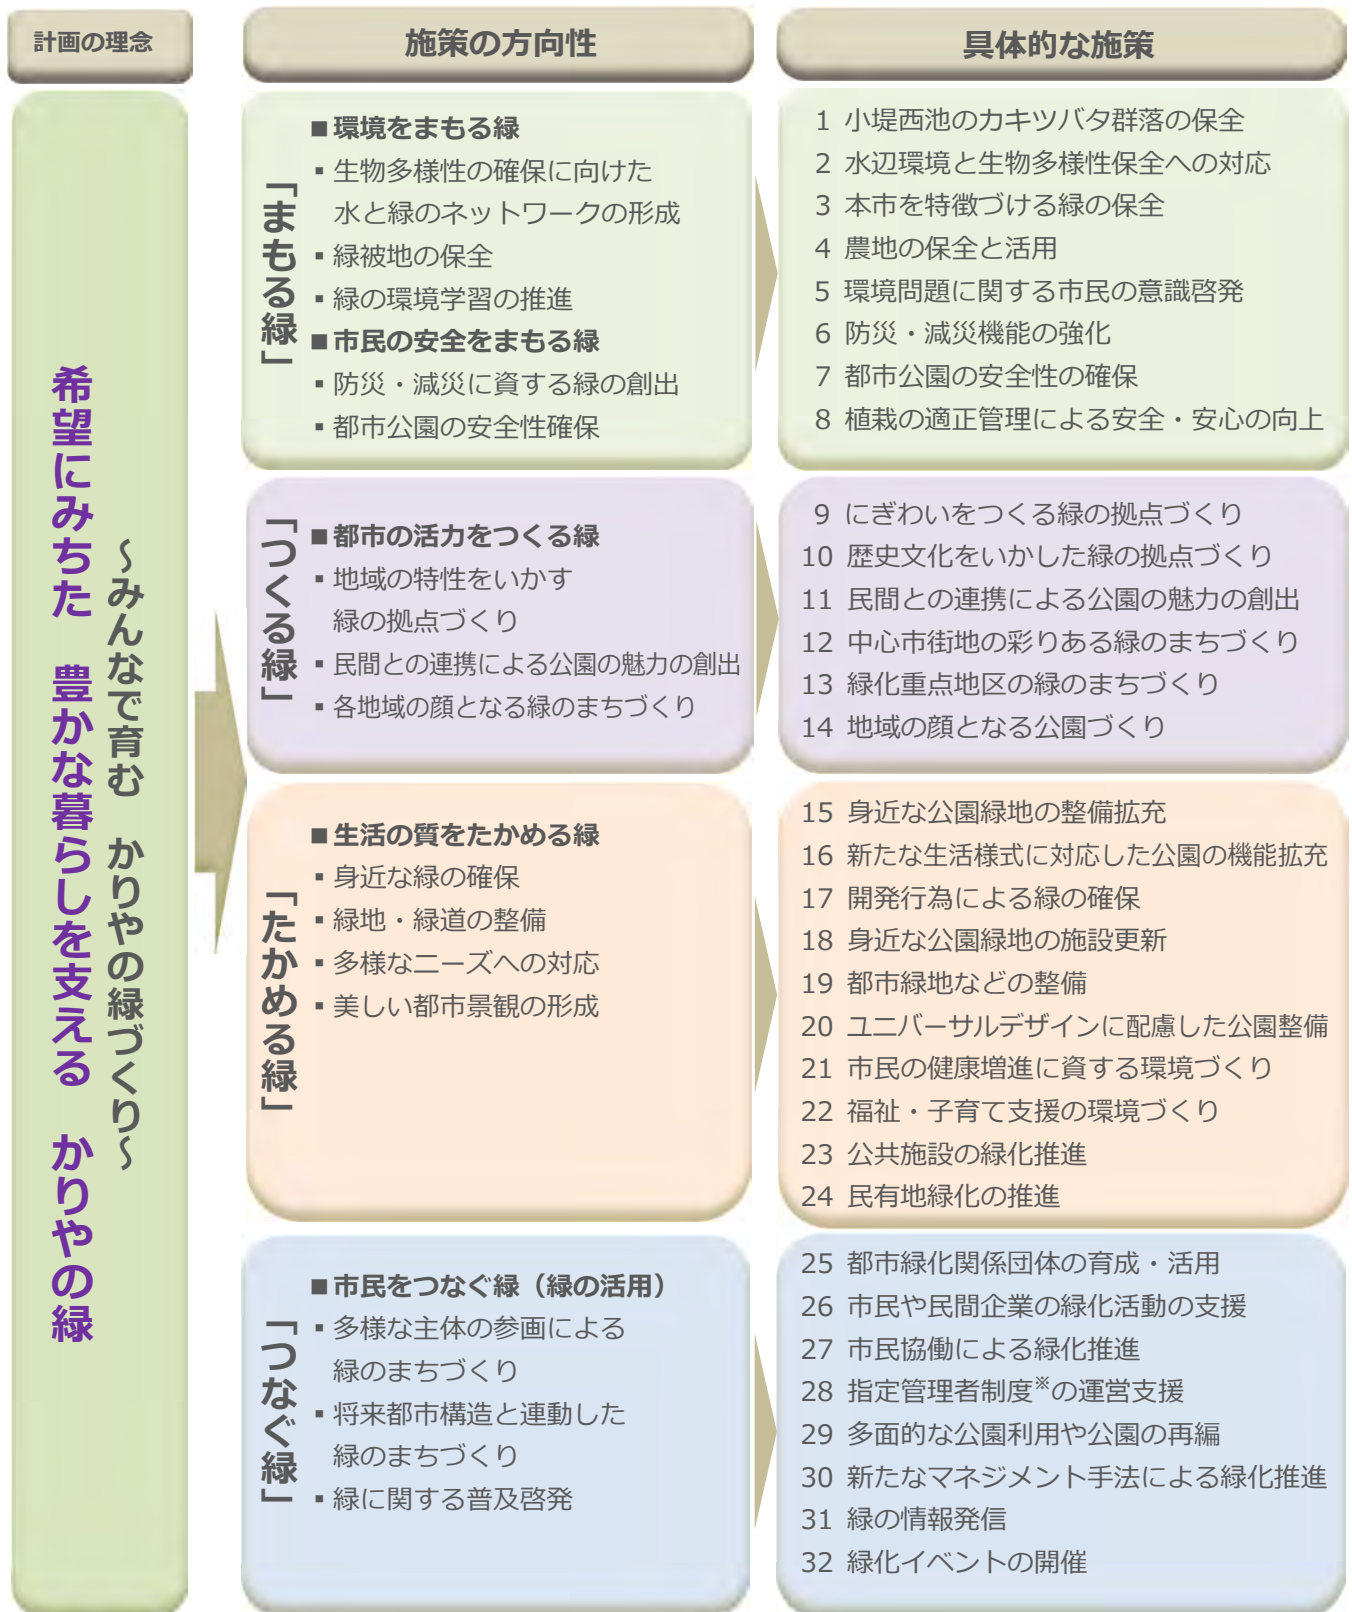 計画の理念
施策の方向性
具体的な施策
希望にみちた　豊かな暮らしを支える　かりやの緑
～みんなで育む　かりやの緑づくり～
「まもる緑」
■環境をまもる緑
▪生物多様性の確保に向けた
水と緑のネットワークの形成
▪緑被地の保全
▪緑の環境学習の推進
■市民の安全をまもる緑
▪防災・減災に資する緑の創出
▪都市公園の安全性確保
1 小堤西池のカキツバタ群落の保全
2 水辺環境と生物多様性保全への対応
3 本市を特徴づける緑の保全
4 農地の保全と活用
5 環境問題に関する市民の意識啓発
6 防災・減災機能の強化
7 都市公園の安全性の確保
8 植栽の適正管理による安全・安心の向上
「つくる緑」
■都市の活力をつくる緑
▪地域の特性をいかす
緑の拠点づくり
▪民間との連携による公園の魅力の創出
▪各地域の顔となる緑のまちづくり
9 にぎわいをつくる緑の拠点づくり
10 歴史文化をいかした緑の拠点づくり
11 民間との連携による公園の魅力の創出
12 中心市街地の彩りある緑のまちづくり
13 緑化重点地区の緑のまちづくり
14 地域の顔となる公園づくり
「たかめる緑」
■生活の質をたかめる緑
▪身近な緑の確保
▪緑地・緑道の整備
▪多様なニーズへの対応
▪美しい都市景観の形成
15 身近な公園緑地の整備拡充
16 新たな生活様式に対応した公園の機能拡充
17 開発行為による緑の確保
18 身近な公園緑地の施設更新
19 都市緑地などの整備
20 ユニバーサルデザインに配慮した公園整備
21 市民の健康増進に資する環境づくり
22 福祉・子育て支援の環境づくり
23 公共施設の緑化推進
24 民有地緑化の推進
「つなぐ緑」
■市民をつなぐ緑（緑の活用）
▪多様な主体の参画による
緑のまちづくり
▪将来都市構造と連動した
緑のまちづくり
▪緑に関する普及啓発
25 都市緑化関係団体の育成・活用
26 市民や民間企業の緑化活動の支援
27 市民協働による緑化推進
28 指定管理者制度※の運営支援
29 多面的な公園利用や公園の再編
30 新たなマネジメント手法による緑化推進
31 緑の情報発信
32 緑化イベントの開催